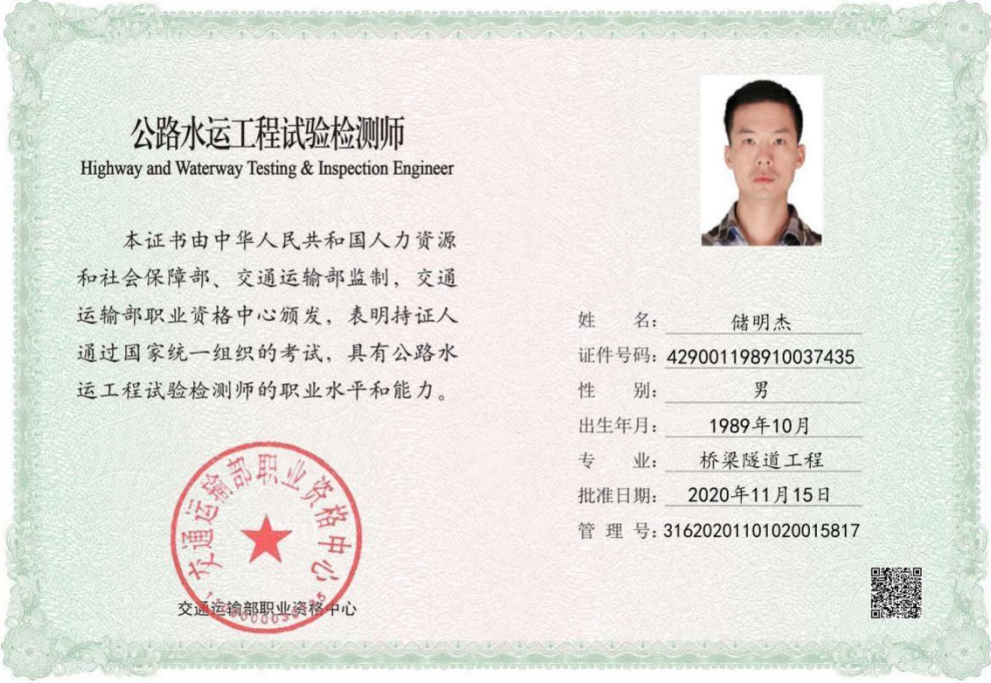 公路水运工程试验检测师
Highway and Waterway Testing & Inspection Engineer
本证书由中华人民共和国人力资源
和社会保障部、交通运输部监制，交通
运输部职业资格中心颁发，表明持证人
通过国家统一组织的考试，具有公路水
运工程试验检测师的职业水平和能力。
交通运输部职业资格中心
交通运输部职业资格中心
姓 名：储明杰
证件号码：429001198910037435
性 别：男
出生年月：1989年10月
专 业：桥梁隧道工程
批准日期：2020年11月15日
管 理 号：31620201101020015817